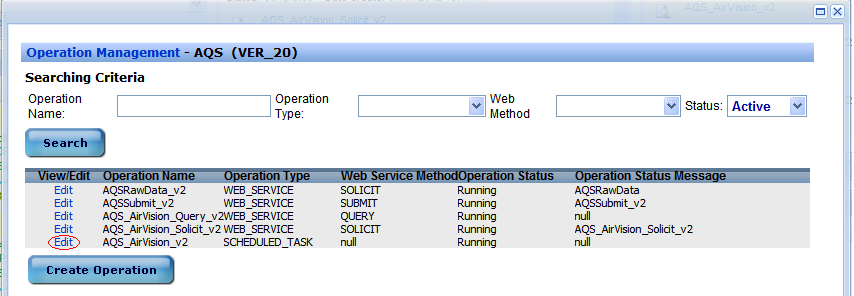 AQS_AirVision_Solicit_v2
AQS_AirVision_v2
Operation Management - AQS (VER_20)
Searching Criteria
Operation Name: Operation Type: Web Method Status: Active
Search
View/Edit Operation Name Operation Type Web Service Method Operation Status Operation Status Message
Edit AQSRawData_v2 WEB_SERVICE SOLICIT Running AQSRawData
Edit AQSSubmit_v2 WEB_SERVICE SUBMIT Running AQSSubmit_v2
Edit AQS_AirVision_Query_v2 WEB_SERVICE QUERY Running null
Edit AQS_AirVision_Solicit_v2 WEB_SERVICE SOLICIT Running AQS_AirVision_Solicit_v2
Edit AQS_AirVision_v2 SCHEDULED_TASK null Running null
Create Operation